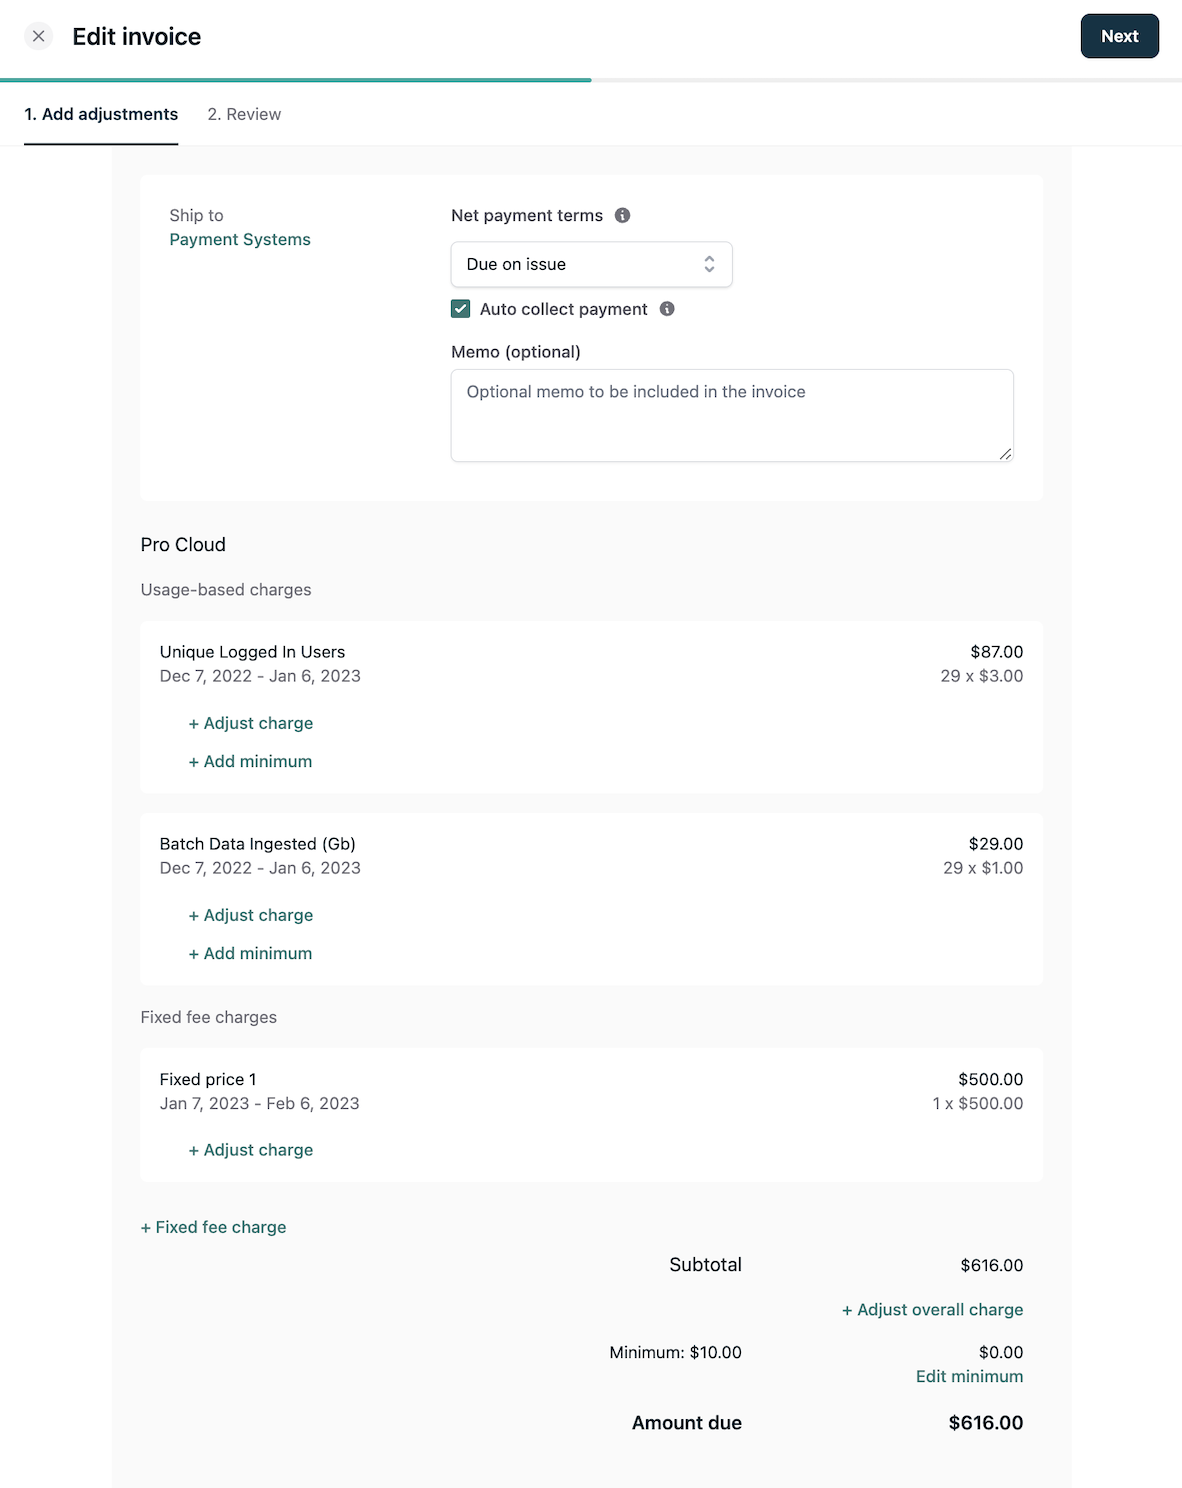 Edit invoice
Next
1. Add adjustments
2. Review
Ship to
Payment Systems
Net payment terms
Due on issue
Auto collect payment
Memo (optional)
Optional memo to be included in the invoice
Pro Cloud
Usage-based charges
Unique Logged In Users
$87.00
Dec 7, 2022 - Jan 6, 2023
29 x $3.00
+ Adjust charge
+ Add minimum
Batch Data Ingested (Gb)
$29.00
Dec 7, 2022 - Jan 6, 2023
29 x $1.00
+ Adjust charge
+ Add minimum
Fixed fee charges
Fixed price 1
$500.00
Jan 7, 2023 - Feb 6, 2023
1 x $500.00
+ Adjust charge
+ Fixed fee charge
Subtotal
$616.00
+ Adjust overall charge
Minimum: $10.00
$0.00
Edit minimum
Amount due
$616.00